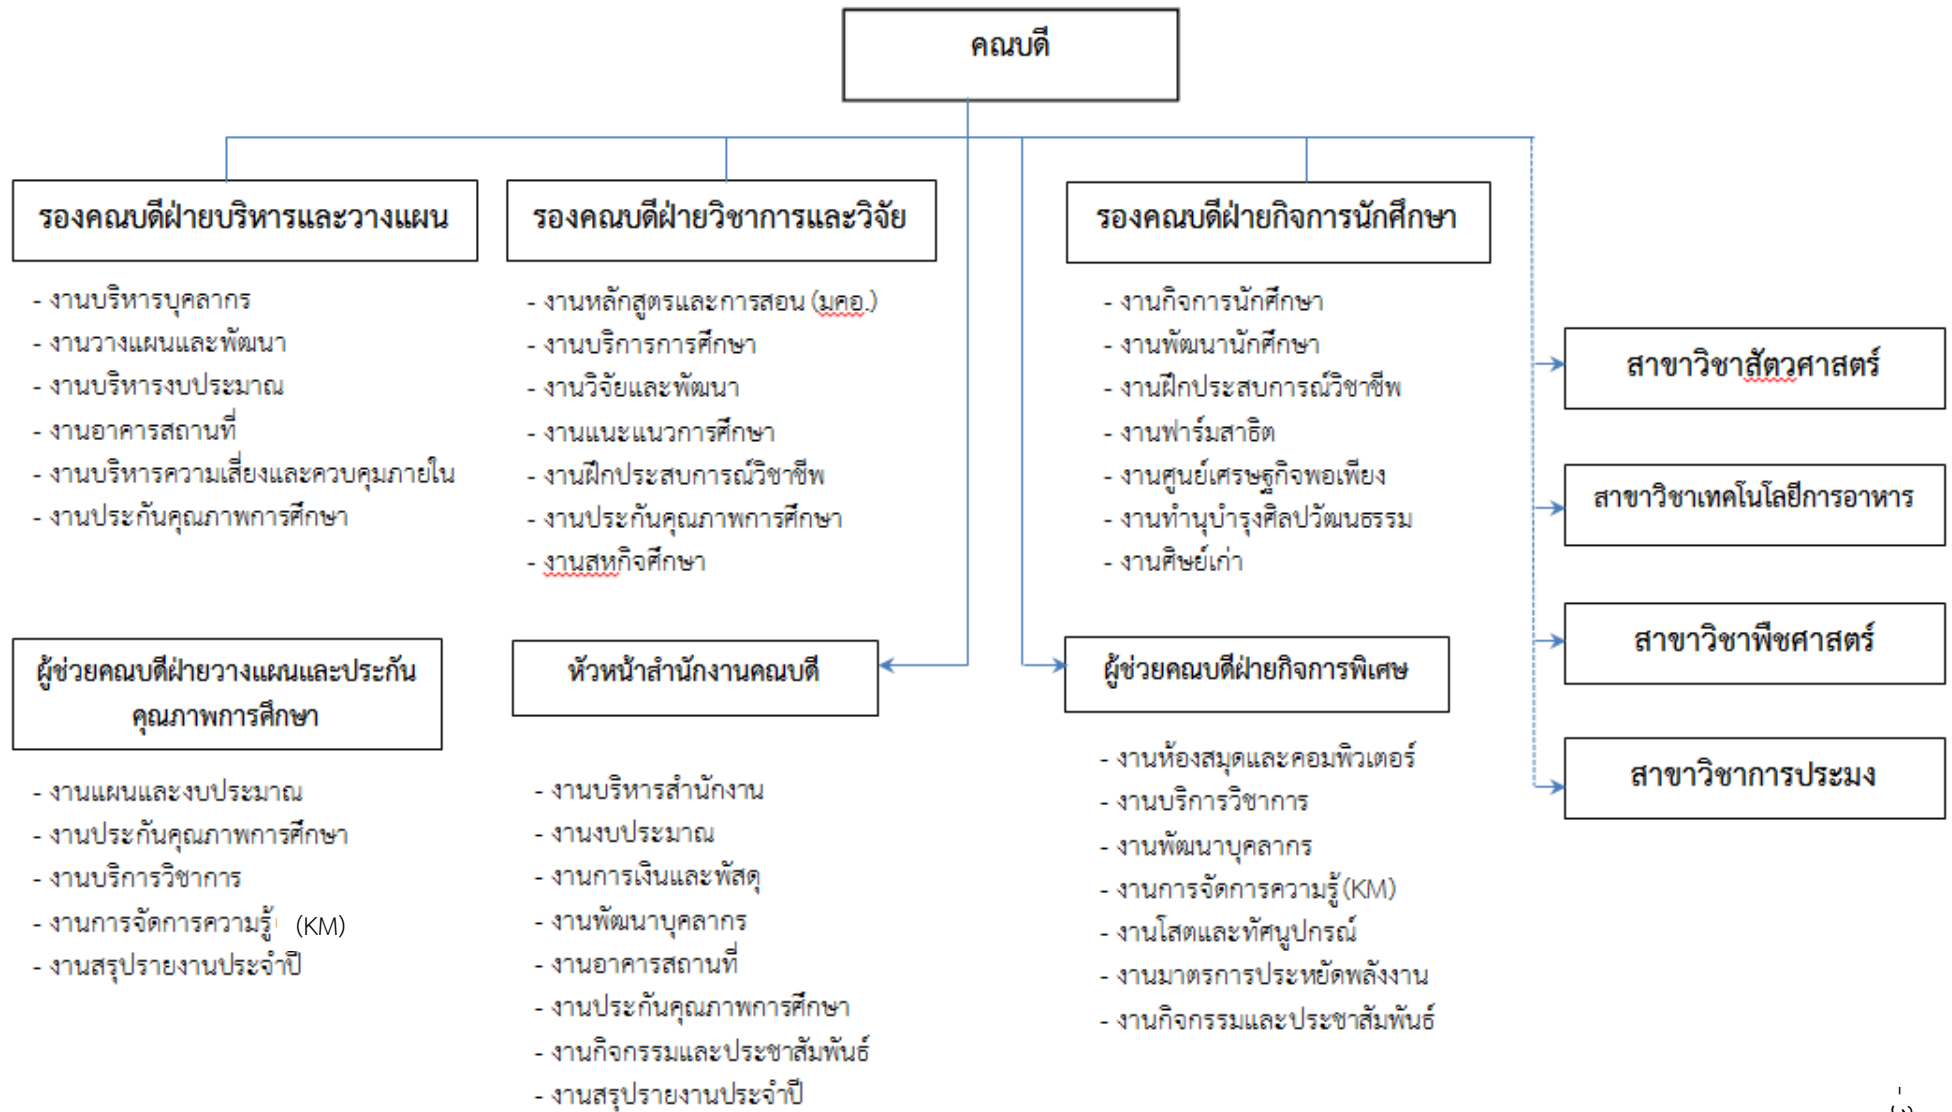 คณบดี
รองคณบดีฝ่ายบริหารและวางแผน
- งานบริหารบุคลากร
- งานวางแผนและพัฒนา
- งานบริหารงบประมาณ
- งานอาคารสถานที่
- งานบริหารความเสี่ยงและควบคุมภายใน
- งานประกันคุณภาพการศึกษา
รองคณบดีฝ่ายวิชาการและวิจัย
- งานหลักสูตรและการสอน (มคอ.)
- งานบริการการศึกษา
- งานวิจัยและพัฒนา
- งานแนะแนวการศึกษา
- งานฝึกประสบการณ์วิชาชีพ
- งานประกันคุณภาพการศึกษา
- งานสหกิจศึกษา
รองคณบดีฝ่ายกิจการนักศึกษา
- งานกิจการนักศึกษา
- งานพัฒนานักศึกษา
- งานฝึกประสบการณ์วิชาชีพ
- งานฟาร์มสาธิต
- งานศูนย์เศรษฐกิจพอเพียง
- งานทำนุบำรุงศิลปวัฒนธรรม
- งานศิษย์เก่า
สาขาวิชาสัตวศาสตร์
สาขาวิชาเทคโนโลยีการอาหาร
สาขาวิชาพืชศาสตร์
สาขาวิชาการประมง
ผู้ช่วยคณบดีฝ่ายวางแผนและประกัน
คุณภาพการศึกษา
- งานแผนและงบประมาณ
- งานประกันคุณภาพการศึกษา
- งานบริการวิชาการ
- งานการจัดการความรู้ (KM)
- งานสรุปรายงานประจำปี
หัวหน้าสำนักงานคณบดี
- งานบริหารสำนักงาน
- งานงบประมาณ
- งานการเงินและพัสดุ
- งานพัฒนาบุคลากร
- งานอาคารสถานที่
- งานประกันคุณภาพการศึกษา
- งานกิจกรรมและประชาสัมพันธ์
- งานสรุปรายงานประจำปี
ผู้ช่วยคณบดีฝ่ายกิจการพิเศษ
- งานห้องสมุดและคอมพิวเตอร์
- งานบริการวิชาการ
- งานพัฒนาบุคลากร
- งานการจัดการความรู้ (KM)
- งานโสตและทัศนูปกรณ์
- งานมาตรการประหยัดพลังงาน
- งานกิจกรรมและประชาสัมพันธ์